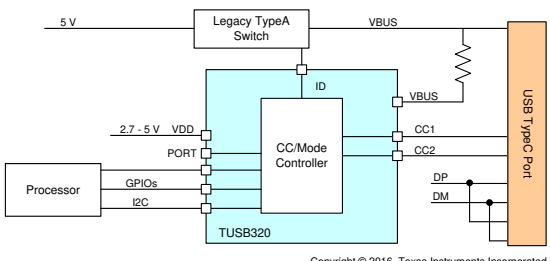 5 V
Legacy TypeA
Switch
VBUS
ID
VBUS
2.7 - 5 V VDD
PORT
CC/Mode
Controller
CC1
CC2
USB TypeC Port
Processor
GPIOs
I2C
DP
DM
TUSB320
Copyright © 2016, Texas Instruments Incorporated